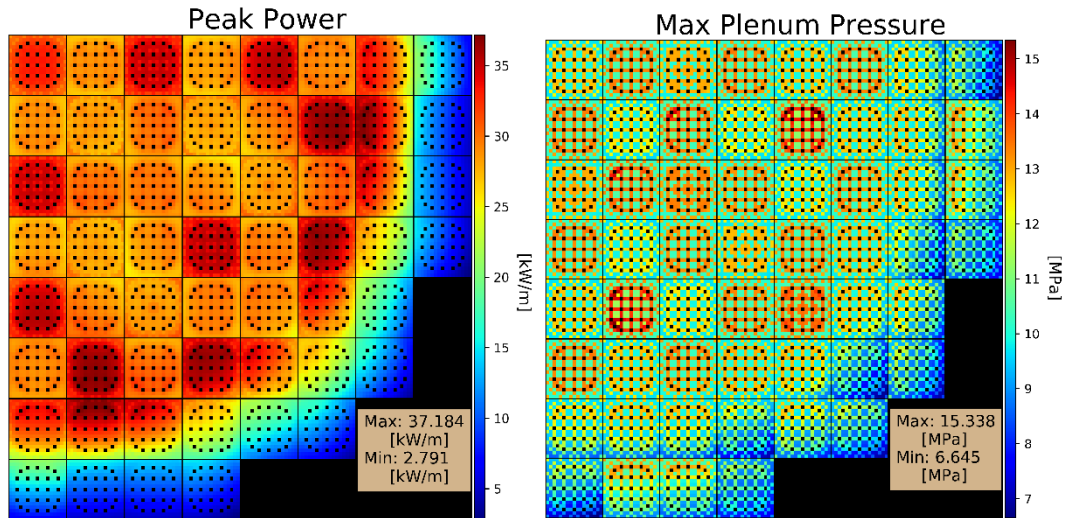 Peak Power
35
30
25
20
15
10
5
[kW/m]
Max: 37.184
[kW/m]
Min: 2.791
[kW/m]
Max Plenum Pressure
15
14
13
12
11
10
9
8
7
[MPa]
Max: 15.338
[MPa]
Min: 6.645
[MPa]